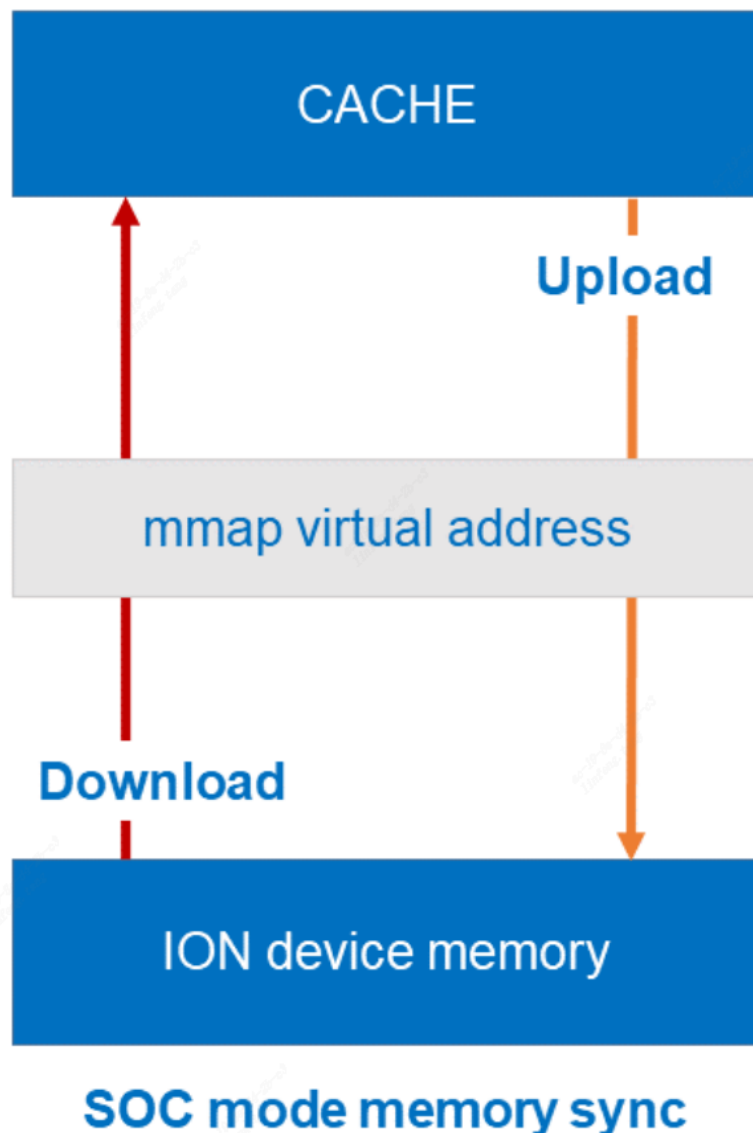 CACHE
Upload
mmap virtual address
Download
ION device memory
SOC mode memory sync